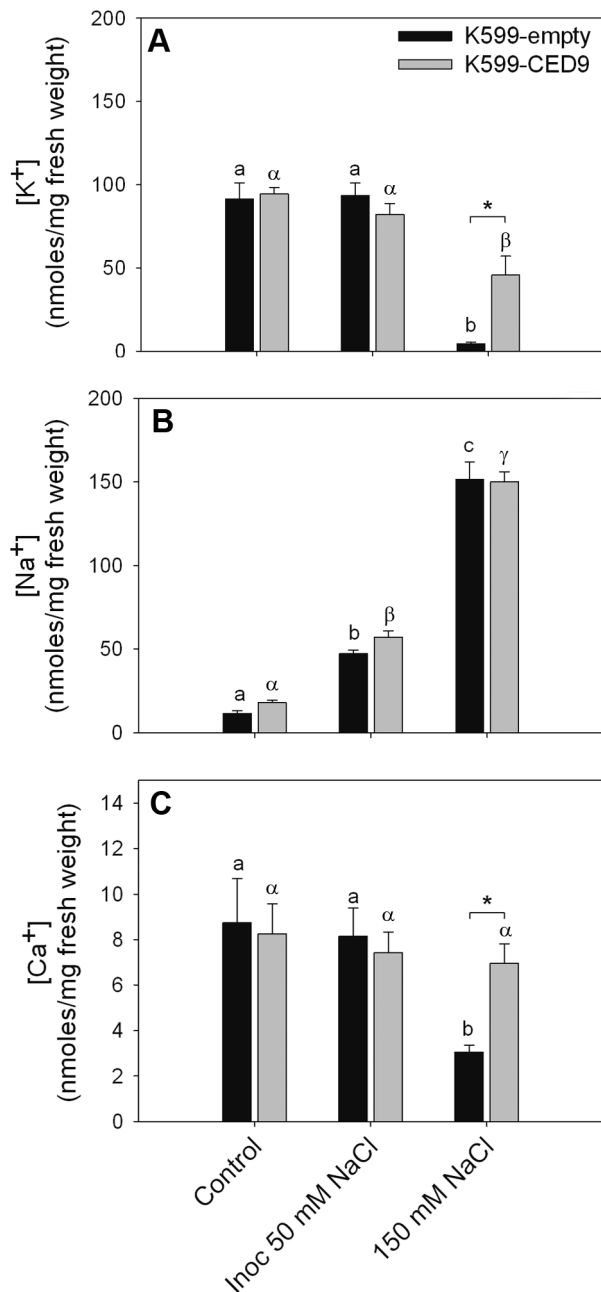 A
K599-empty
K599-CED9
[K+]
(nmoles/mg fresh weight)
200
150
100
50
0
a
α
a
α
*
b
β
B
[Na+]
(nmoles/mg fresh weight)
200
150
100
50
0
a
α
b
β
c
γ
C
[Ca+]
(nmoles/mg fresh weight)
14
12
10
8
6
4
2
0
a
α
a
α
*
b
α
Control
Inoc 50 mM NaCl
150 mM NaCl